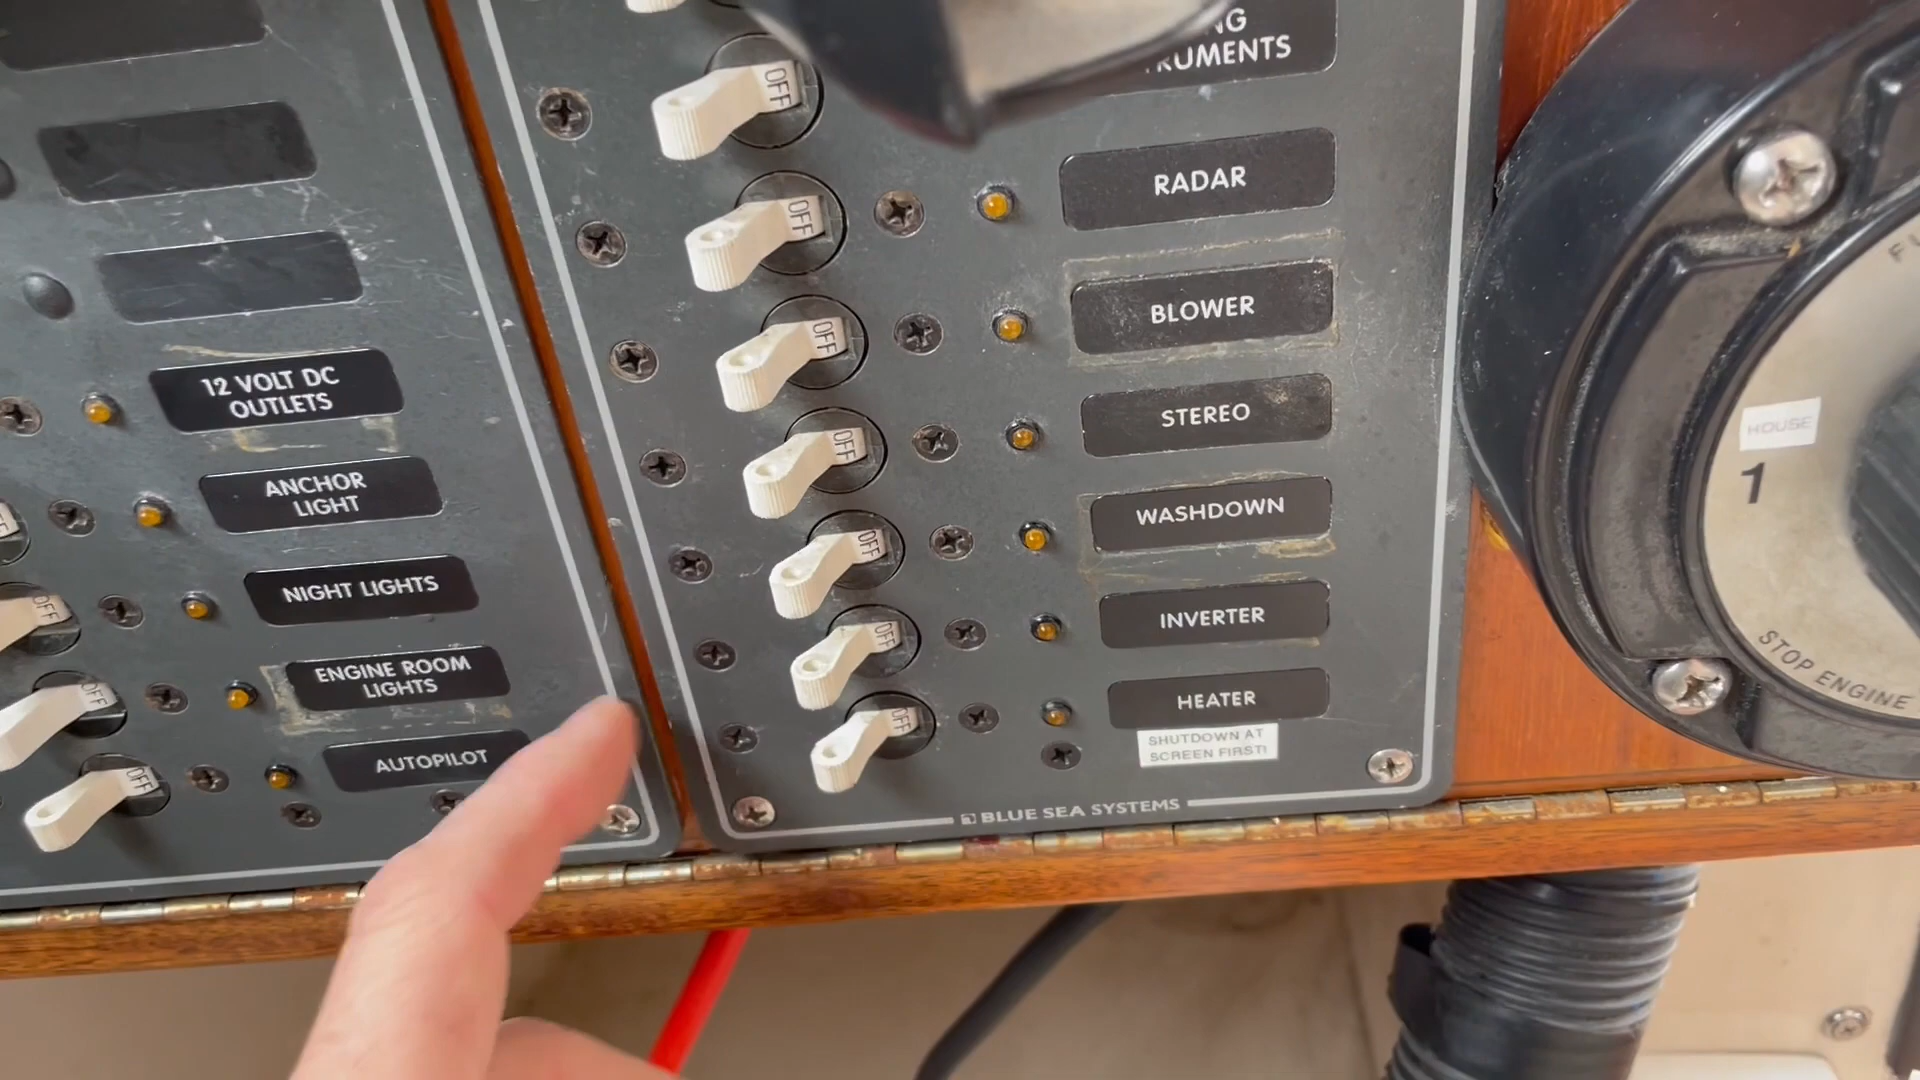 12 VOLT DC
OUTLETS
ANCHOR
LIGHT
OFF
NIGHT LIGHTS
OFF
ENGINE ROOM
LIGHTS
OFF
AUTOPILOT
OFF
OFF
RADAR
OFF
BLOWER
OFF
STEREO
OFF
WASHDOWN
OFF
INVERTER
OFF
HEATER
OFF
SHUTDOWN AT
SCREEN FIRST!
BLUE SEA SYSTEMS
HOUSE
1
STOP ENGINE